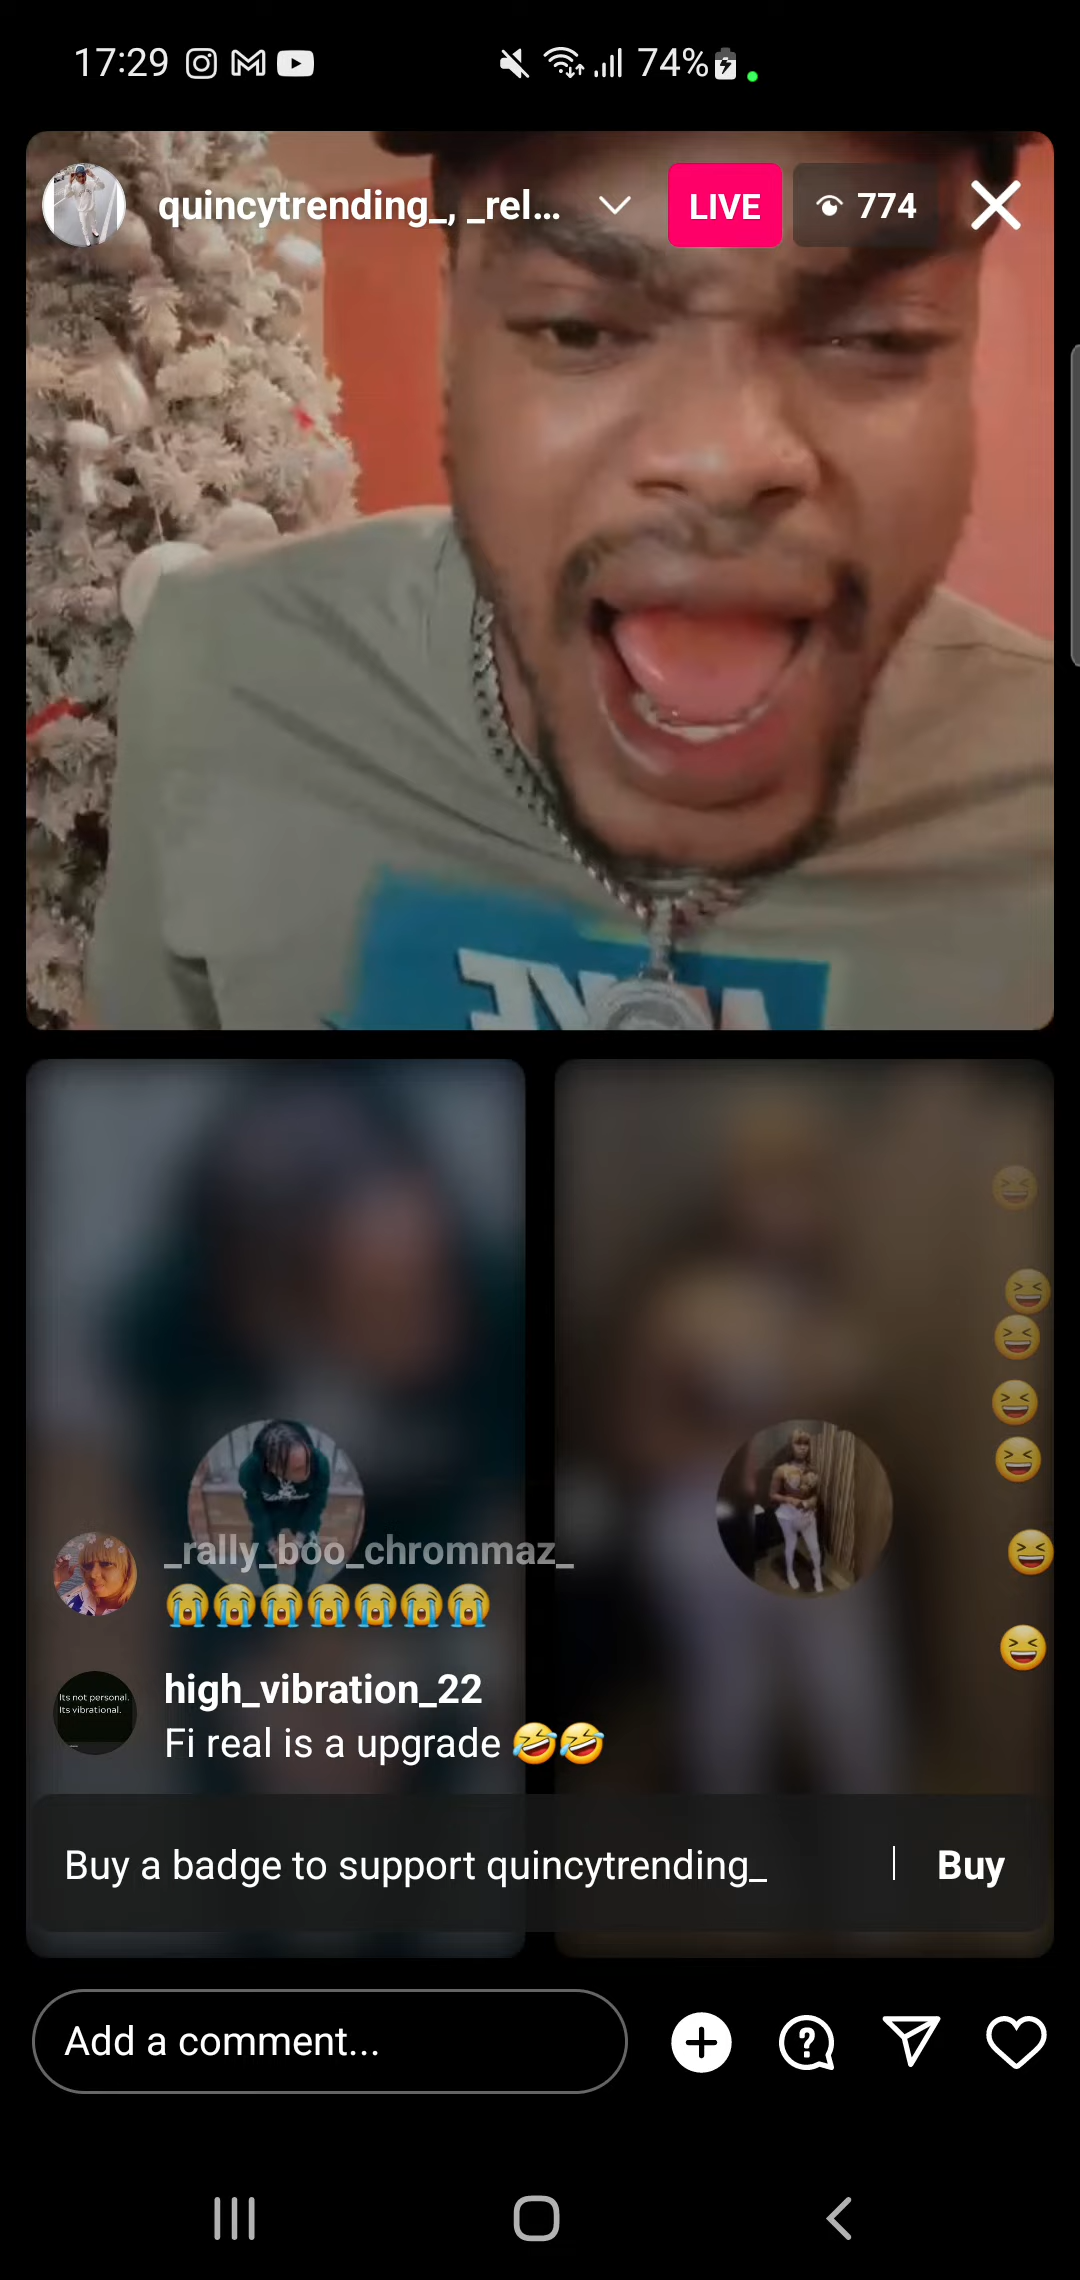 17:29 74%
quincytrending_, _rel... LIVE 774
_rally_boo_chrommaz_
😭😭😭😭😭😭😭
Its not personal.
Its vibrational.
high_vibration_22
Fi real is a upgrade 🤣🤣
Buy a badge to support quincytrending_ | Buy
Add a comment...